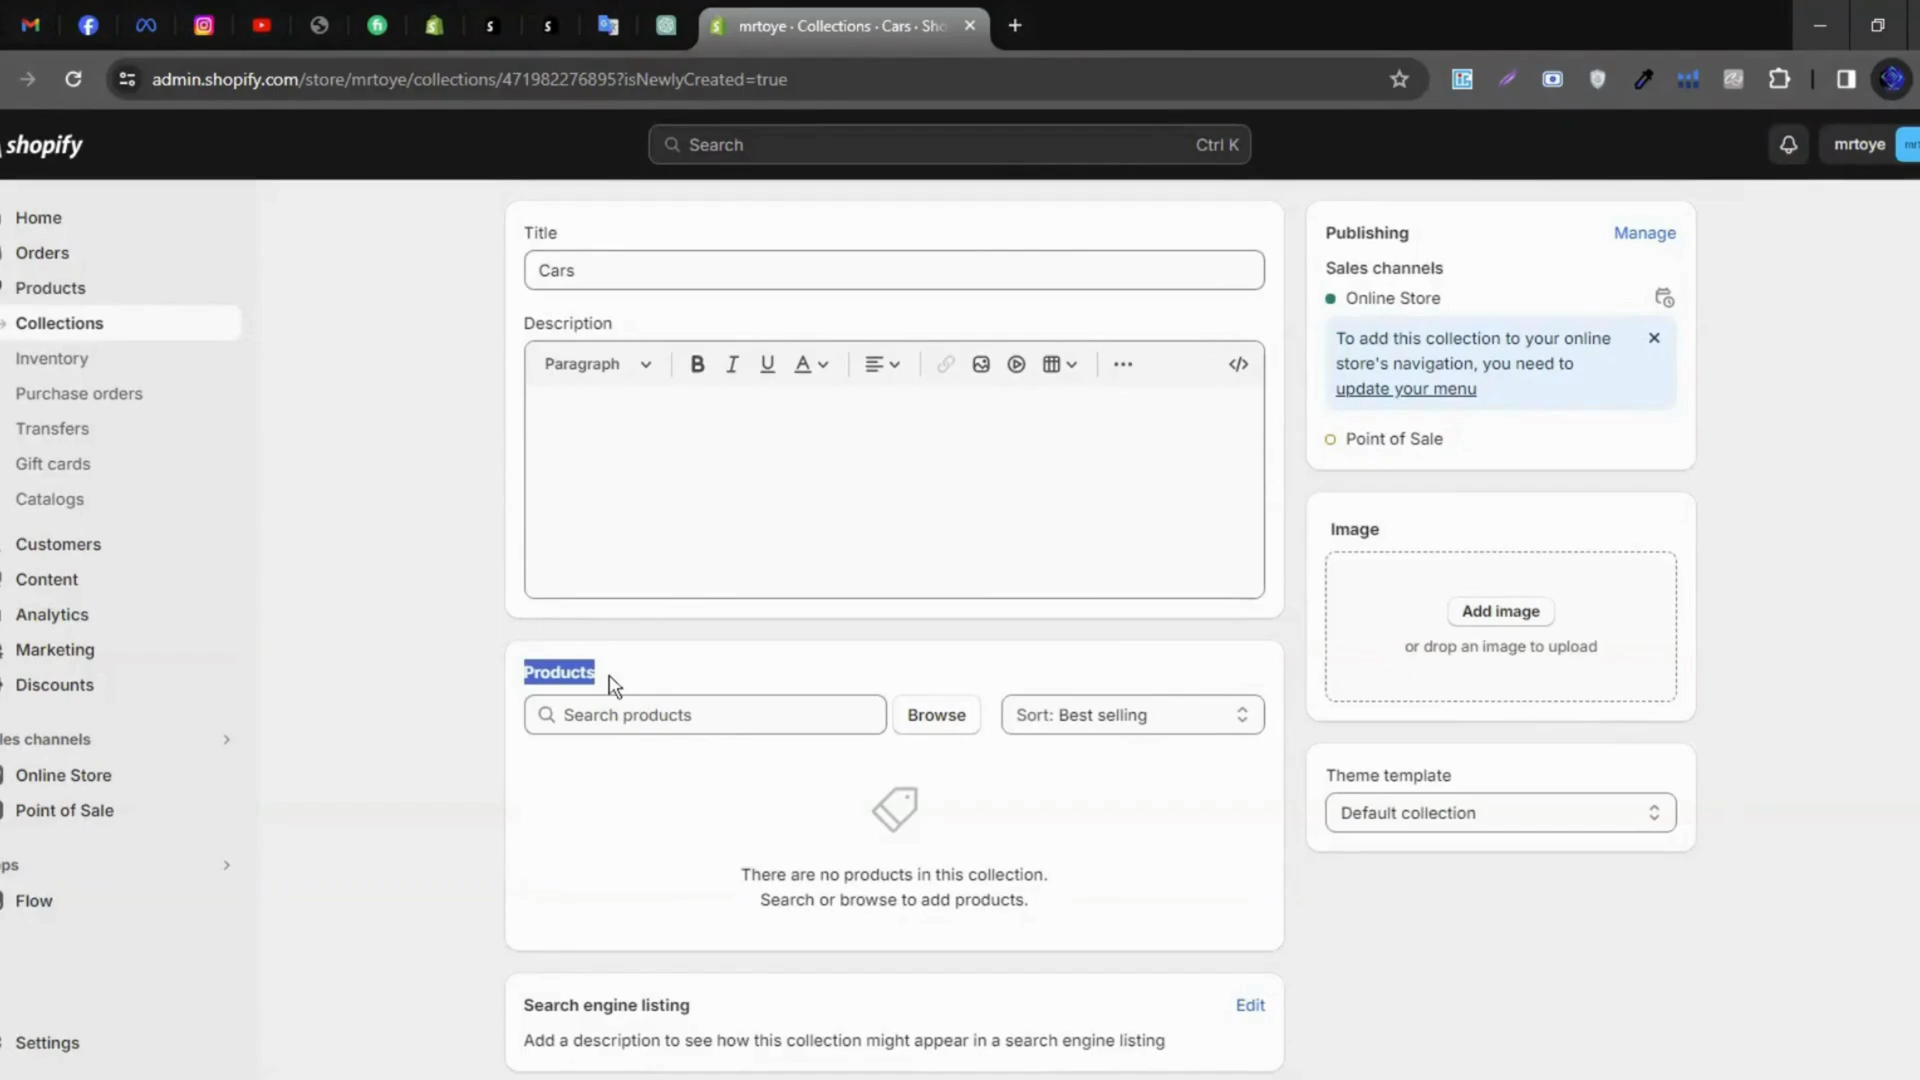 mrtoye · Collections · Cars · Sho
admin.shopify.com/store/mrtoye/collections/471982276895?isNewlyCreated=true
shopify
Search
Ctrl K
mrtoye
Home
Orders
Products
Collections
Inventory
Purchase orders
Transfers
Gift cards
Catalogs
Customers
Content
Analytics
Marketing
Discounts
les channels
Online Store
Point of Sale
ps
Flow
Settings
Title
Cars
Description
Paragraph
B I U A
Products
Search products
Browse
Sort: Best selling
There are no products in this collection.
Search or browse to add products.
Search engine listing
Edit
Add a description to see how this collection might appear in a search engine listing
Publishing
Manage
Sales channels
Online Store
To add this collection to your online
store's navigation, you need to
update your menu
Point of Sale
Image
Add image
or drop an image to upload
Theme template
Default collection